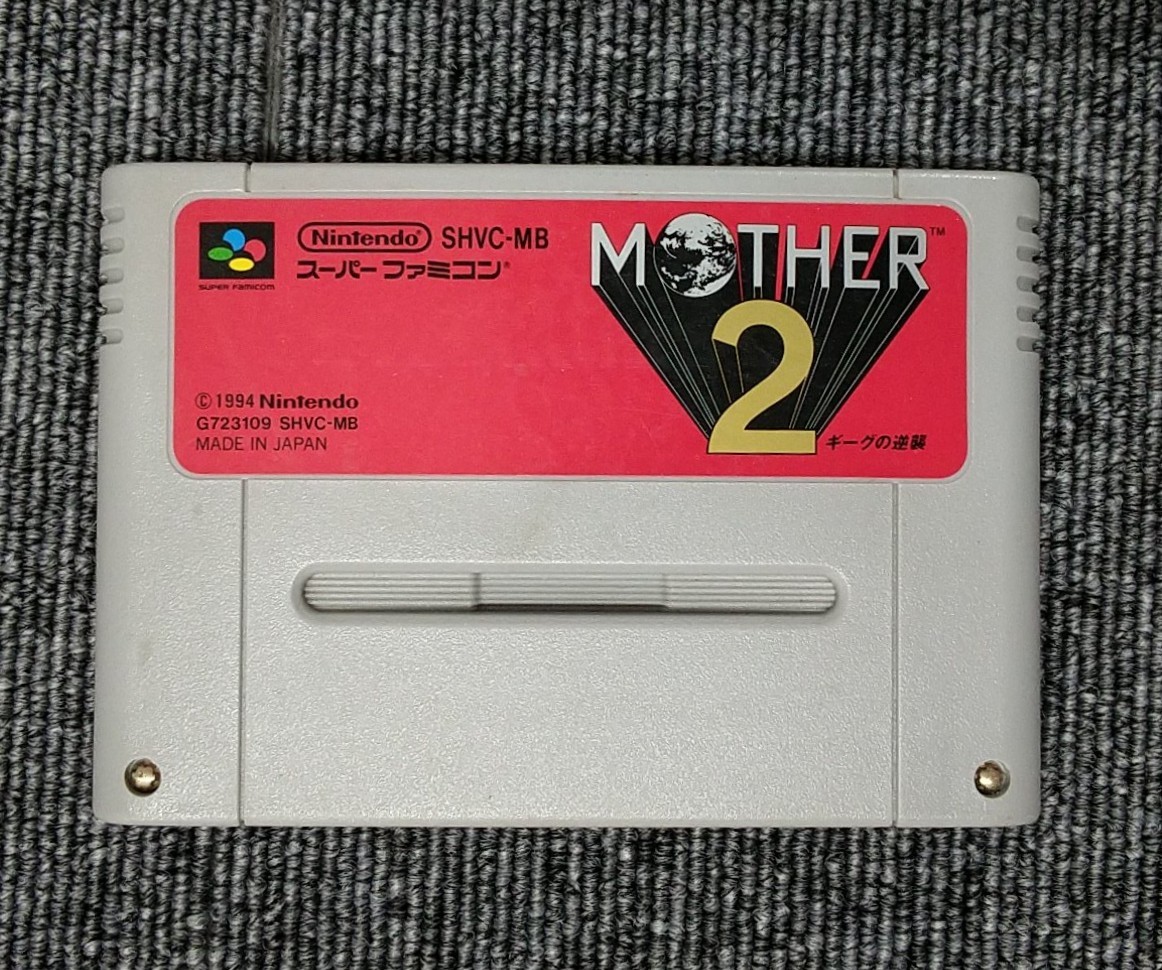 Nintendo® SHVC-MB
スーパーファミコン®
SUPER FAMICOM
MOTHER™
2
ギーグの逆襲
©1994 Nintendo
G723109 SHVC-MB
MADE IN JAPAN